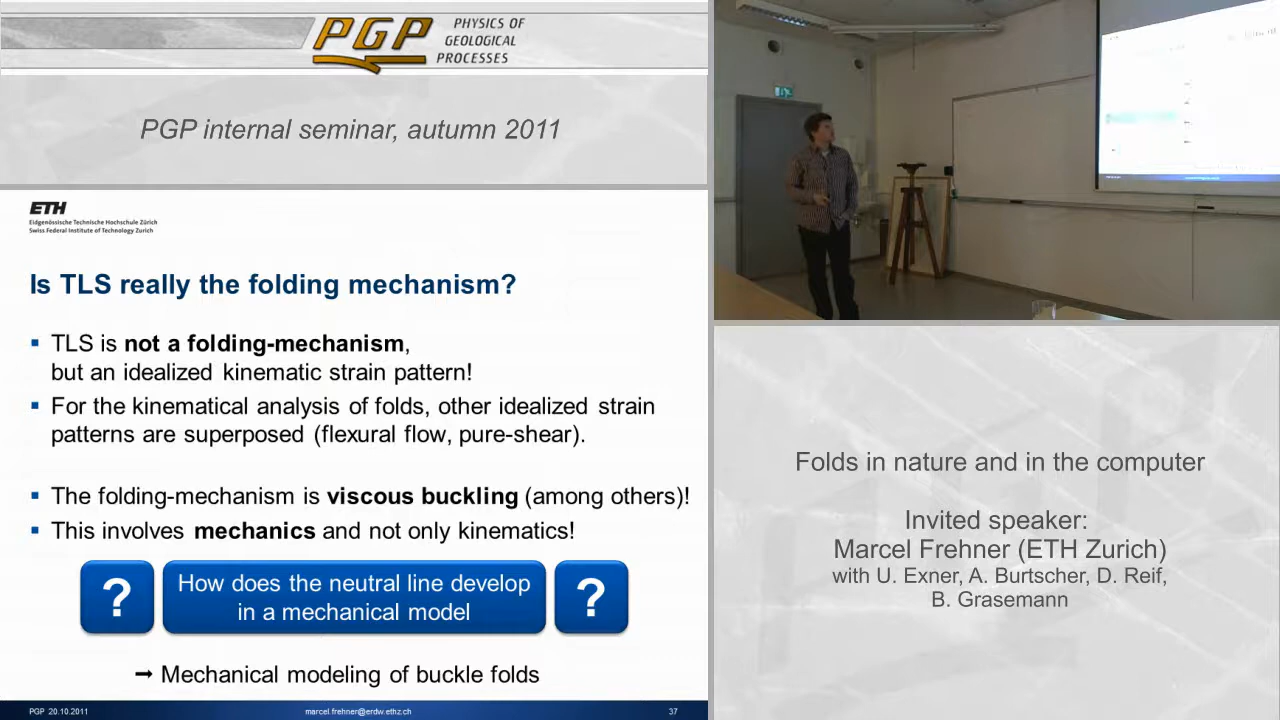 PGP
PHYSICS OF
GEOLOGICAL
PROCESSES
PGP internal seminar, autumn 2011
ETH
Eidgenössische Technische Hochschule Zürich
Swiss Federal Institute of Technology Zurich
Is TLS really the folding mechanism?
▪ TLS is not a folding-mechanism,
but an idealized kinematic strain pattern!
▪ For the kinematical analysis of folds, other idealized strain
patterns are superposed (flexural flow, pure-shear).
▪ The folding-mechanism is viscous buckling (among others)!
▪ This involves mechanics and not only kinematics!
? How does the neutral line develop ?
in a mechanical model
➞ Mechanical modeling of buckle folds
PGP 20.10.2011 marcel.frehner@erdw.ethz.ch 37
Folds in nature and in the computer
Invited speaker:
Marcel Frehner (ETH Zurich)
with U. Exner, A. Burtscher, D. Reif,
B. Grasemann